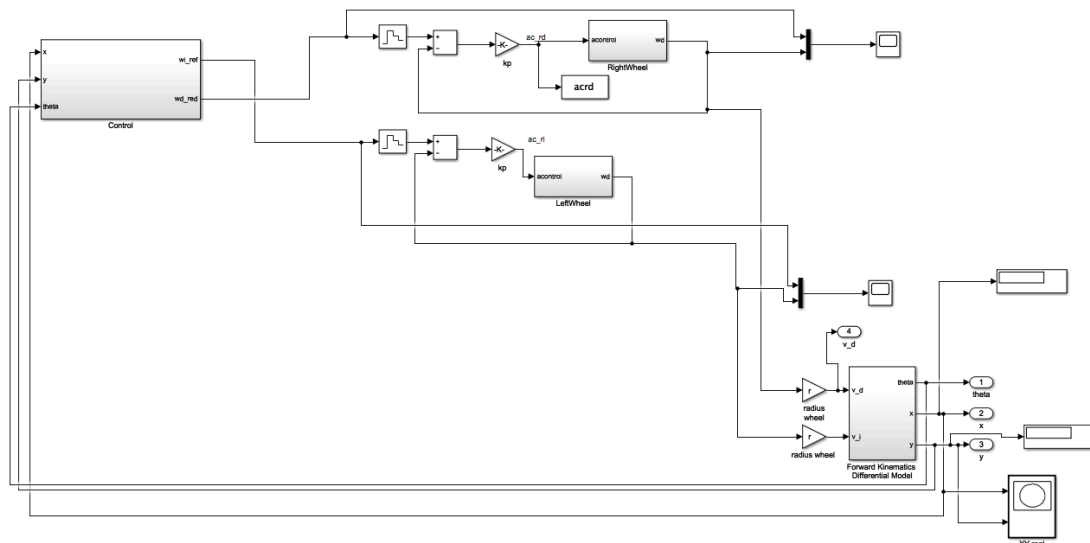 x
y
theta
wi_ref
wd_red
Control
+
−
-K-
kp
ac_rd
acontrol
wd
RightWheel
acrd
+
−
-K-
kp
ac_ri
acontrol
wd
LeftWheel
4
v_d
r
radius
wheel
r
radius wheel
v_d
v_i
theta
x
y
Forward Kinematics
Differential Model
1
theta
2
x
3
y